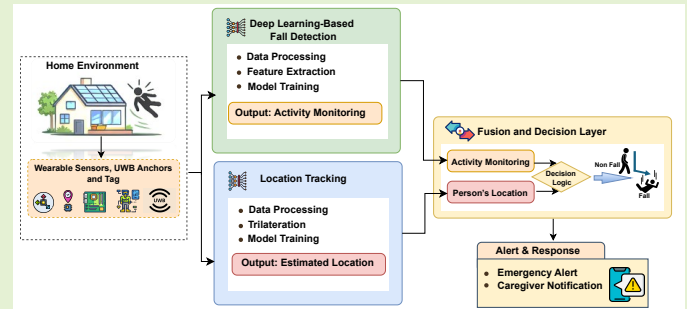 Home Environment
Wearable Sensors, UWB Anchors
and Tag
UWB
Deep Learning-Based
Fall Detection
Data Processing
Feature Extraction
Model Training
Output: Activity Monitoring
Location Tracking
Data Processing
Trilateration
Model Training
Output: Estimated Location
Fusion and Decision Layer
Activity Monitoring
Person's Location
Decision
Logic
Non Fall
Fall
Alert & Response
Emergency Alert
Caregiver Notification